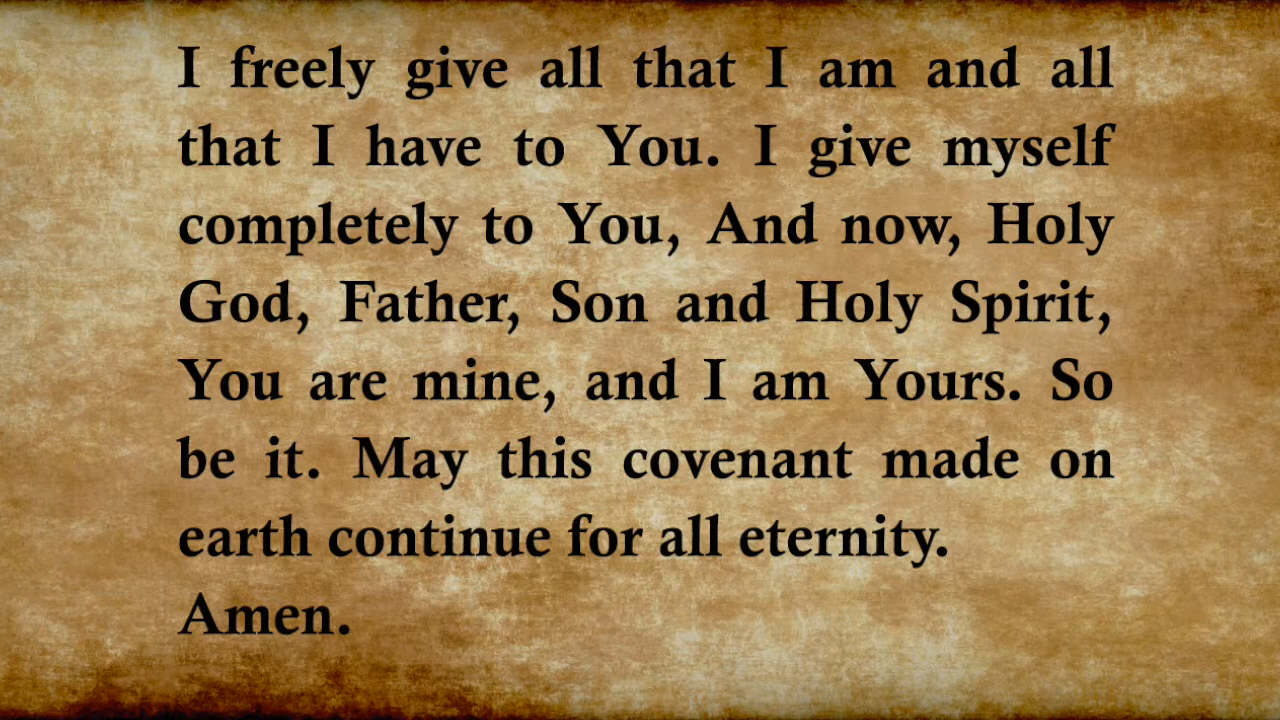 I freely give all that I am and all
that I have to You. I give myself
completely to You, And now, Holy
God, Father, Son and Holy Spirit,
You are mine, and I am Yours. So
be it. May this covenant made on
earth continue for all eternity.
Amen.